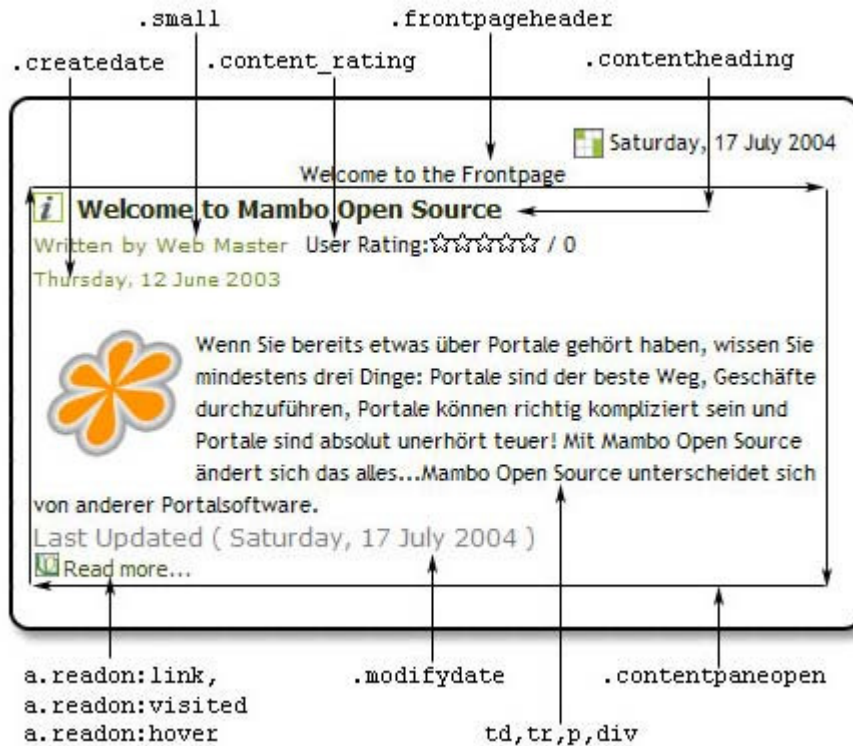 .small
.frontpageheader
.createdate
.content_rating
.contentheading
Saturday, 17 July 2004
Welcome to the Frontpage
i Welcome to Mambo Open Source
Written by Web Master User Rating:☆☆☆☆☆ / 0
Thursday, 12 June 2003
Wenn Sie bereits etwas über Portale gehört haben, wissen Sie
mindestens drei Dinge: Portale sind der beste Weg, Geschäfte
durchzuführen, Portale können richtig kompliziert sein und
Portale sind absolut unerhört teuer! Mit Mambo Open Source
ändert sich das alles...Mambo Open Source unterscheidet sich
von anderer Portalsoftware.
Last Updated ( Saturday, 17 July 2004 )
Read more...
a.readon:link,
a.readon:visited
a.readon:hover
.modifydate
.contentpaneopen
td,tr,p,div